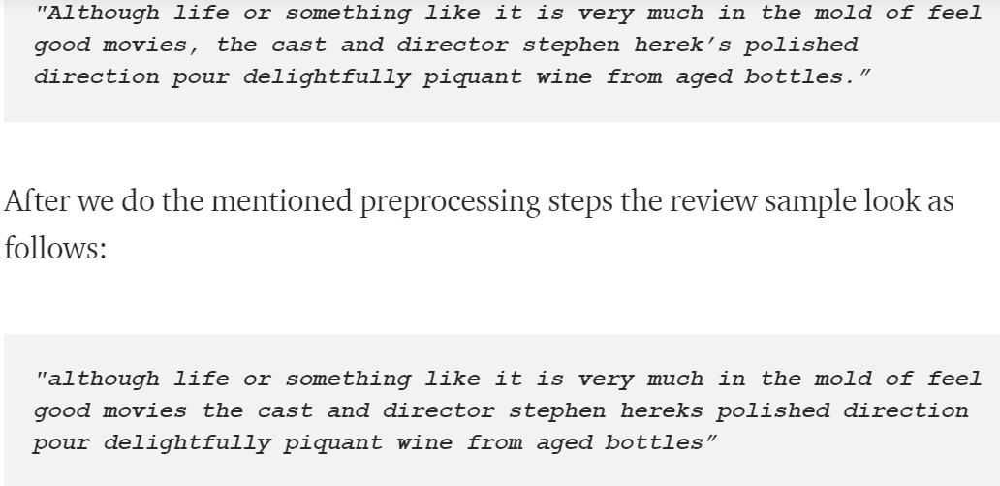 "Although life or something like it is very much in the mold of feel
good movies, the cast and director stephen herek’s polished
direction pour delightfully piquant wine from aged bottles.”
After we do the mentioned preprocessing steps the review sample look as
follows:
"although life or something like it is very much in the mold of feel
good movies the cast and director stephen hereks polished direction
pour delightfully piquant wine from aged bottles”